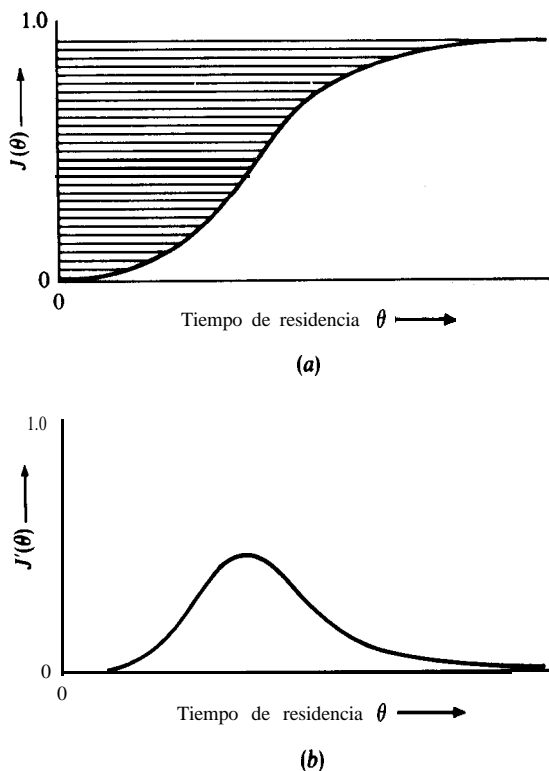 1.0
J(θ)
0
0
Tiempo de residencia θ
(a)
1.0
J'(θ)
0
0
Tiempo de residencia θ
(b)